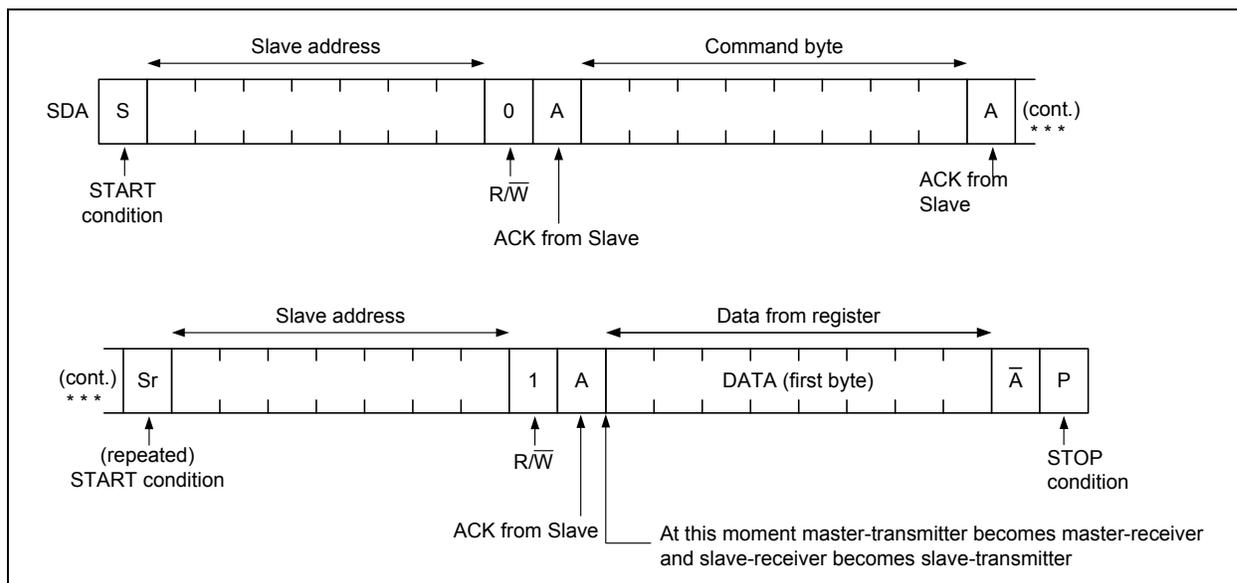 Slave address
Command byte
SDA
S
0
A
A
(cont.)
* * *
START
condition
R/W̅
ACK from Slave
ACK from
Slave
Slave address
Data from register
(cont.)
* * *
Sr
1
A
DATA (first byte)
A̅
P
(repeated)
START condition
R/W̅
ACK from Slave
STOP
condition
At this moment master-transmitter becomes master-receiver
and slave-receiver becomes slave-transmitter